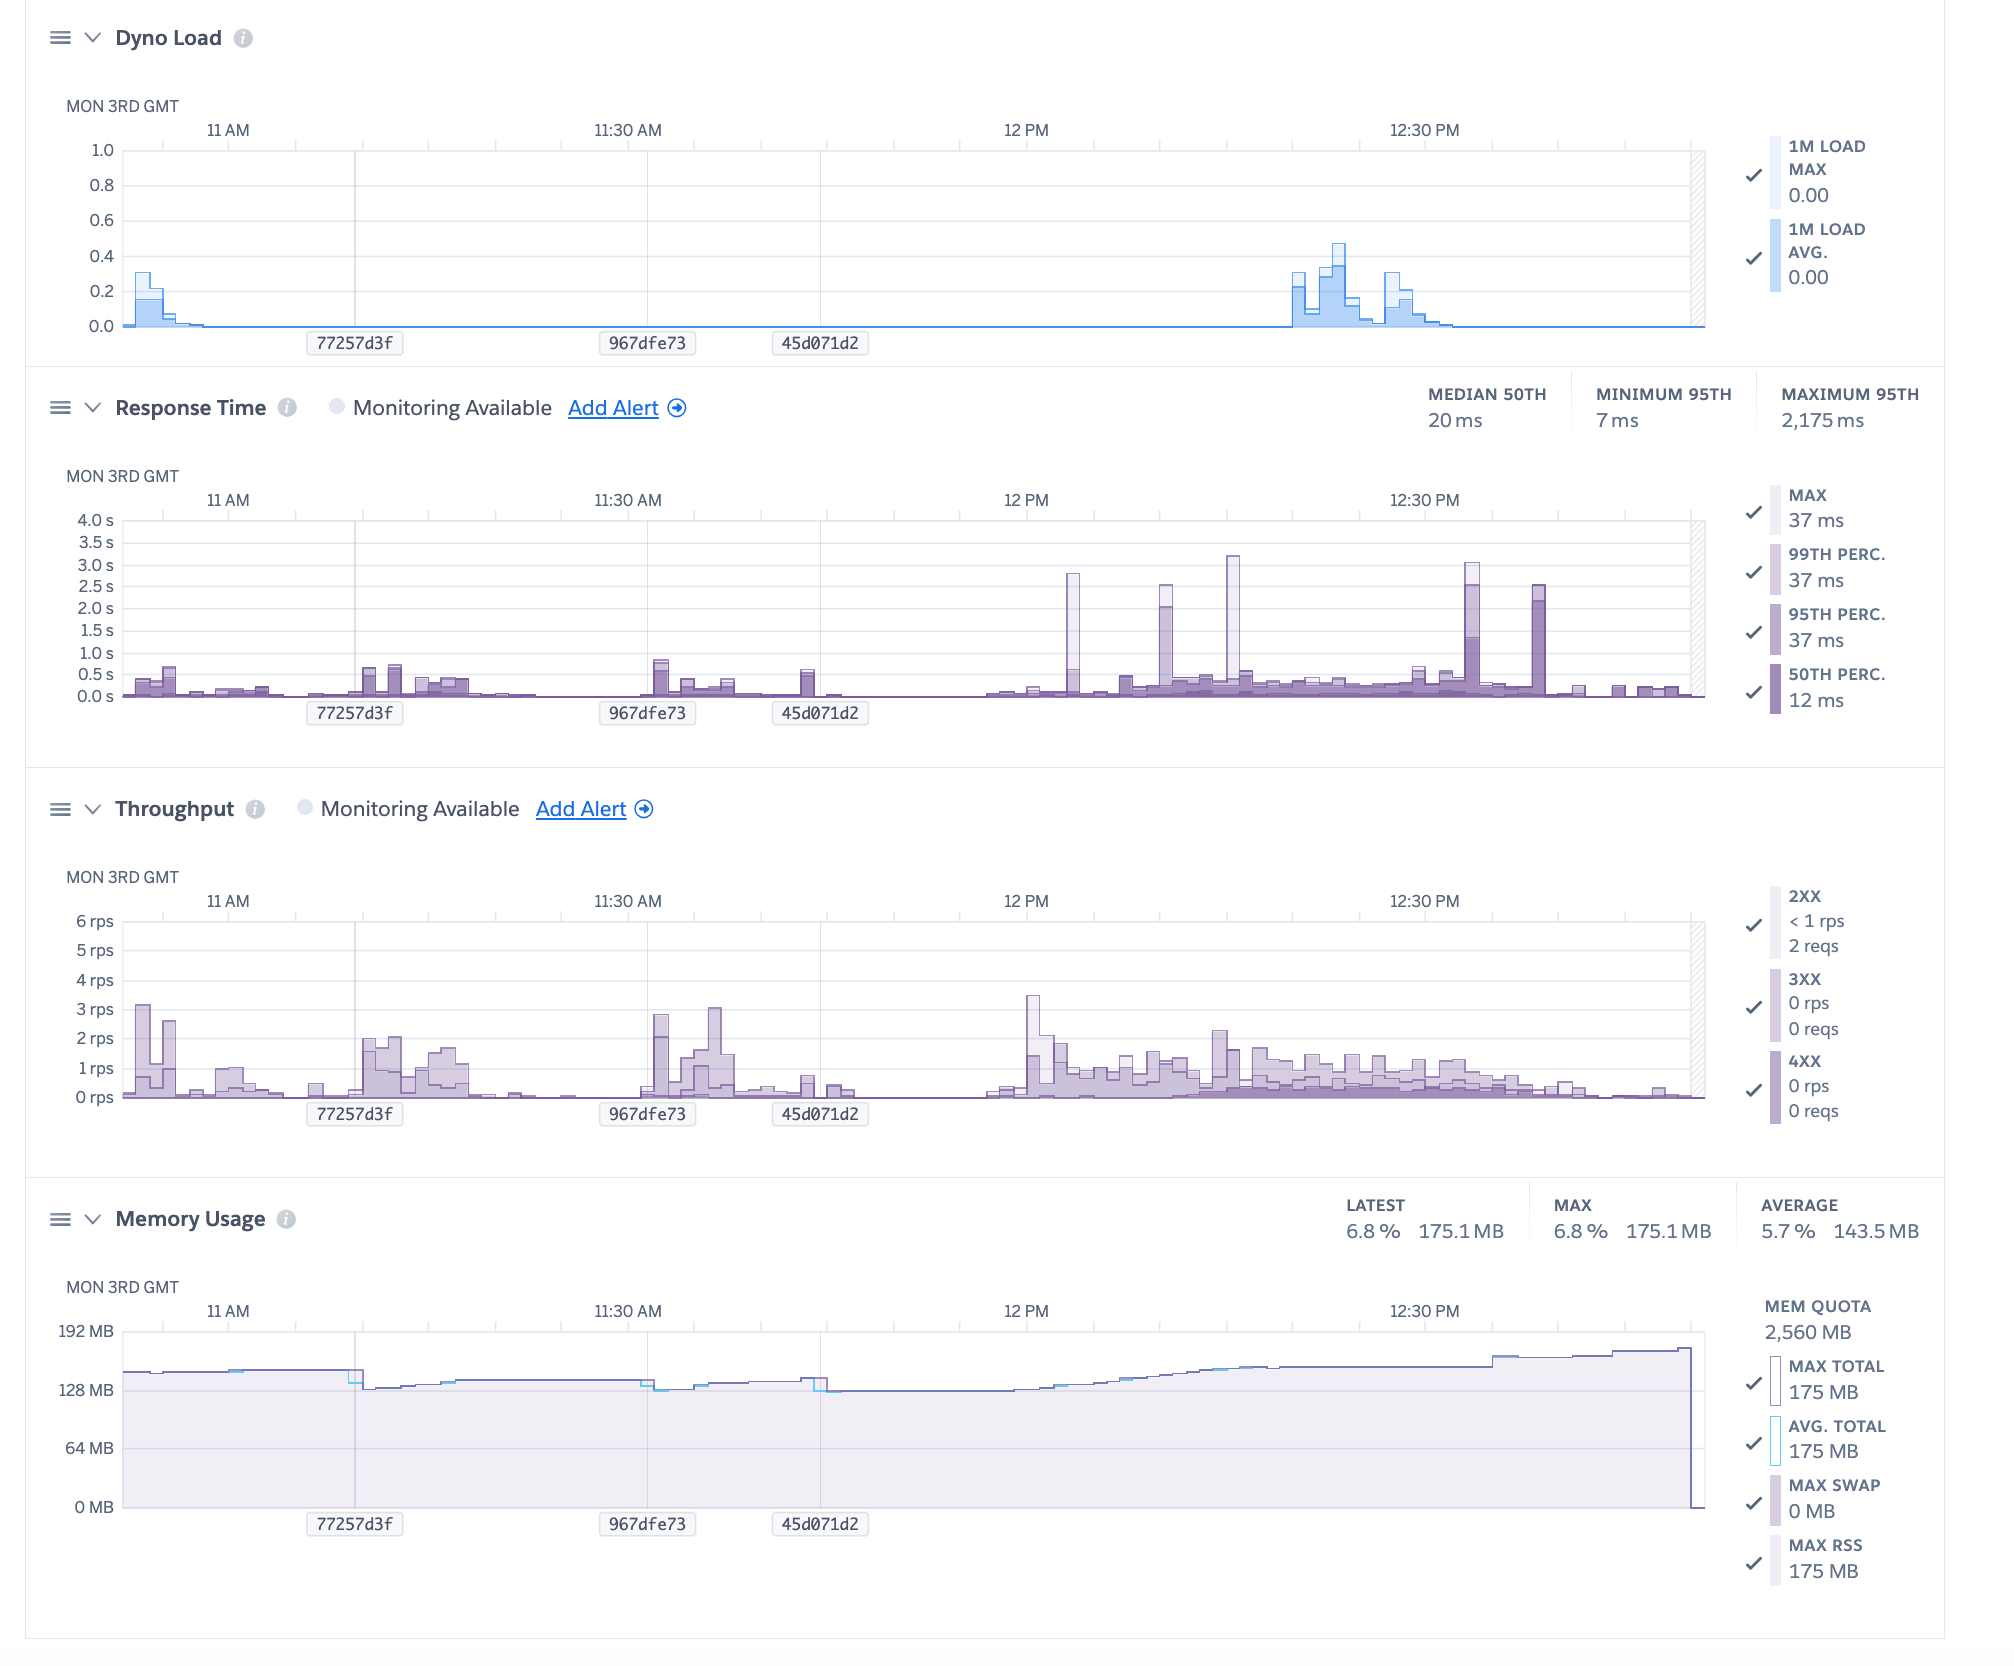 Dyno Load
MON 3RD GMT
11 AM 11:30 AM 12 PM 12:30 PM
1.0
0.8
0.6
0.4
0.2
0.0
77257d3f 967dfe73 45d071d2
1M LOAD
MAX
0.00
1M LOAD
AVG.
0.00
Response Time Monitoring Available Add Alert
MEDIAN 50TH MINIMUM 95TH MAXIMUM 95TH
20 ms 7 ms 2,175 ms
MON 3RD GMT
11 AM 11:30 AM 12 PM 12:30 PM
4.0 s
3.5 s
3.0 s
2.5 s
2.0 s
1.5 s
1.0 s
0.5 s
0.0 s
77257d3f 967dfe73 45d071d2
MAX
37 ms
99TH PERC.
37 ms
95TH PERC.
37 ms
50TH PERC.
12 ms
Throughput Monitoring Available Add Alert
MON 3RD GMT
11 AM 11:30 AM 12 PM 12:30 PM
6 rps
5 rps
4 rps
3 rps
2 rps
1 rps
0 rps
77257d3f 967dfe73 45d071d2
2XX
< 1 rps
2 reqs
3XX
0 rps
0 reqs
4XX
0 rps
0 reqs
Memory Usage
LATEST MAX AVERAGE
6.8 % 175.1 MB 6.8 % 175.1 MB 5.7 % 143.5 MB
MON 3RD GMT
11 AM 11:30 AM 12 PM 12:30 PM
192 MB
128 MB
64 MB
0 MB
77257d3f 967dfe73 45d071d2
MEM QUOTA
2,560 MB
MAX TOTAL
175 MB
AVG. TOTAL
175 MB
MAX SWAP
0 MB
MAX RSS
175 MB